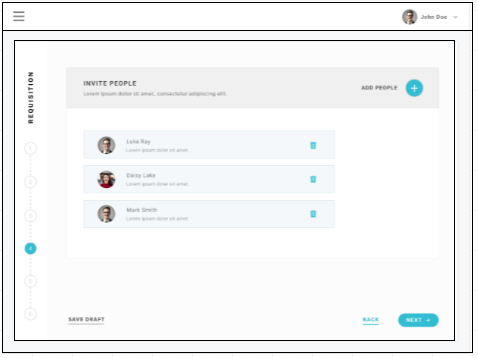 John Doe
REQUISITION
INVITE PEOPLE
Lorem ipsum dolor sit amet, consectetur adipiscing elit.
ADD PEOPLE
1
2
3
4
5
6
Luke Ray
Lorem ipsum dolor sit amet.
Darcy Lake
Lorem ipsum dolor sit amet.
Mark Smith
Lorem ipsum dolor sit amet.
SAVE DRAFT
BACK
NEXT →